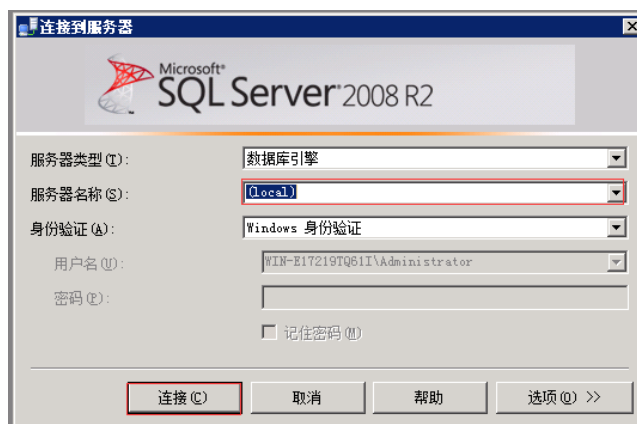 连接到服务器
Microsoft®
SQL Server® 2008 R2
服务器类型(T): 数据库引擎
服务器名称(S): (local)
身份验证(A): Windows 身份验证
用户名(U): WIN-E17219TQ61I\Administrator
密码(P):
记住密码(M)
连接(C) 取消 帮助 选项(O) >>